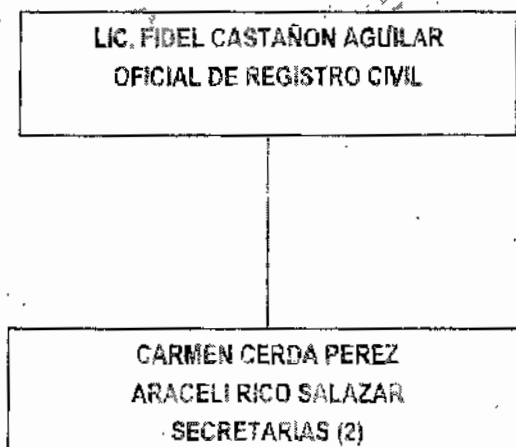 LIC. FIDEL CASTAÑON AGUILAR
OFICIAL DE REGISTRO CIVIL
CARMEN CERDA PEREZ
ARACELI RICO SALAZAR
SECRETARIAS (2)